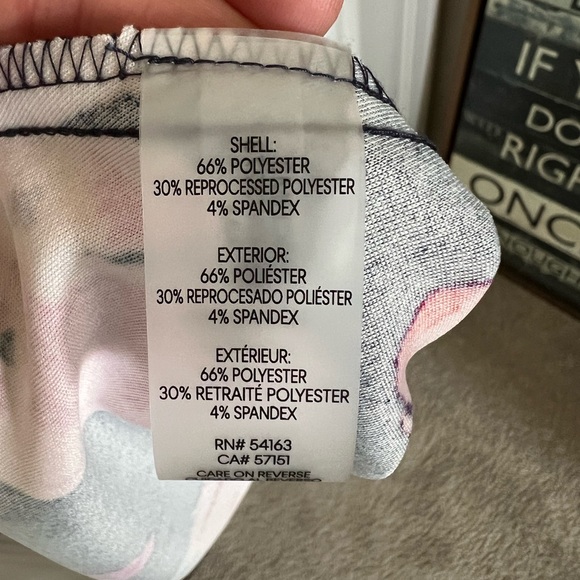 SHELL:
66% POLYESTER
30% REPROCESSED POLYESTER
4% SPANDEX
EXTERIOR:
66% POLIÉSTER
30% REPROCESADO POLIÉSTER
4% SPANDEX
EXTÉRIEUR:
66% POLYESTER
30% RETRAITÉ POLYESTER
4% SPANDEX
RN# 54163
CA# 57151
CARE ON REVERSE
IF
DO
RIGH
ONC